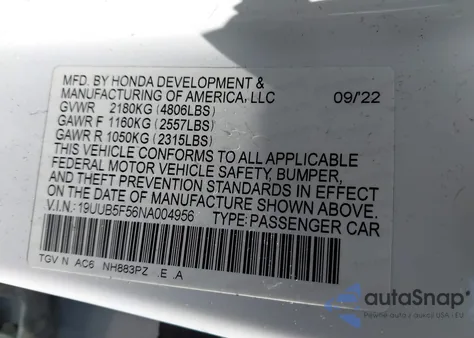 MFD. BY HONDA DEVELOPMENT &
MANUFACTURING OF AMERICA, LLC 09/'22
GVWR 2180KG (4806LBS)
GAWR F 1160KG (2557LBS)
GAWR R 1050KG (2315LBS)
THIS VEHICLE CONFORMS TO ALL APPLICABLE
FEDERAL MOTOR VEHICLE SAFETY, BUMPER,
AND THEFT PREVENTION STANDARDS IN EFFECT
ON THE DATE OF MANUFACTURE SHOWN ABOVE.
V.I.N.: 19UUB5F56NA004956 TYPE: PASSENGER CAR
TGV N AC6 NH883PZ E .A
autoSnap